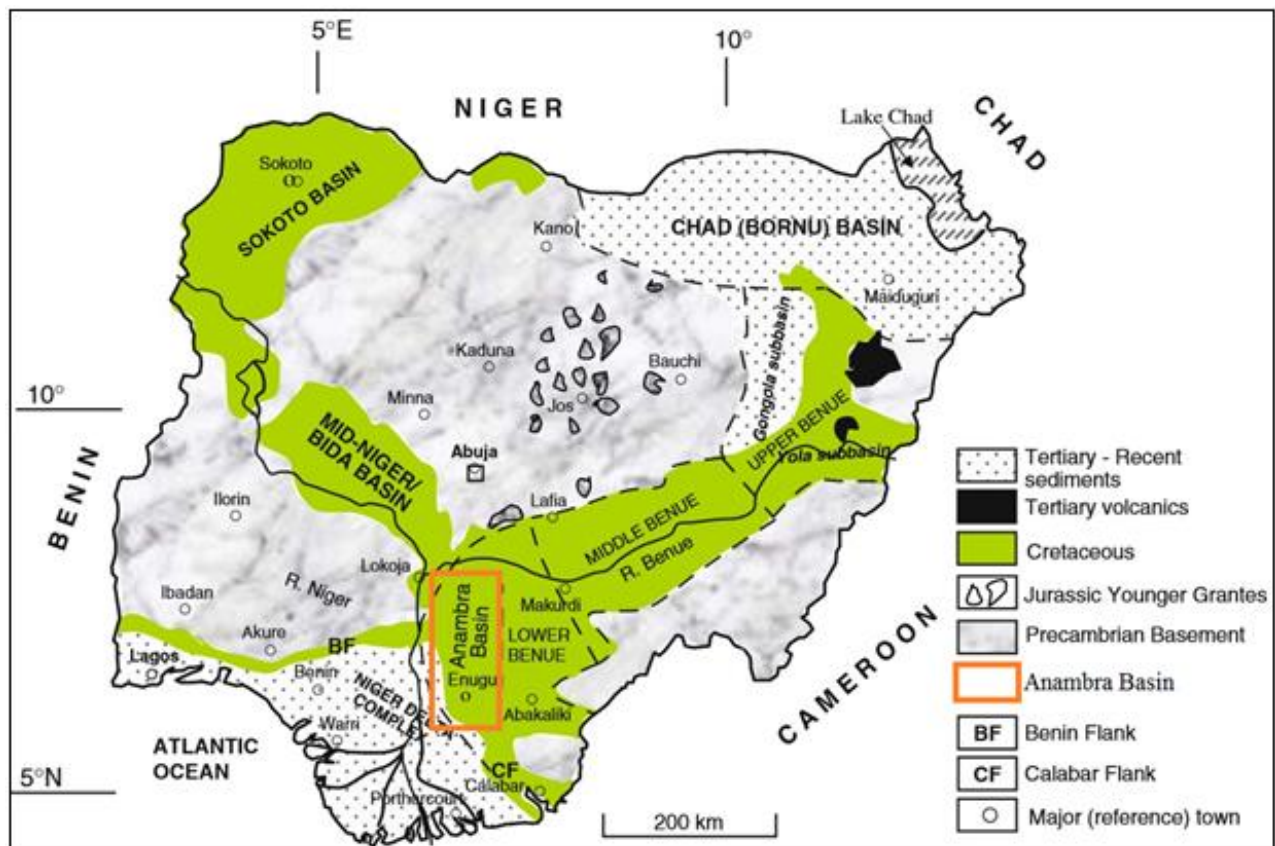 5°E
10°
NIGER
CHAD
Lake Chad
Sokoto
SOKOTO BASIN
Kano
CHAD (BORNU) BASIN
Maiduguri
Gongola subbasin
Kaduna
Bauchi
10°
Minna
Jos
UPPER BENUE
Yola subbasin
MID-NIGER/
BIDA BASIN
Abuja
BENIN
Ilorin
Lafia
MIDDLE BENUE
R. Benue
Lokoja
Ibadan
R. Niger
Makurdi
Anambra
Basin
LOWER
BENUE
Akure
BF
Lagos
Benin
Enugu
Abakaliki
NIGER DELTA
COMPLEX
Warri
CAMEROON
ATLANTIC
OCEAN
5°N
CF
Calabar
Porthercourt
200 km
Tertiary - Recent
sediments
Tertiary volcanics
Cretaceous
Jurassic Younger Grantes
Precambrian Basement
Anambra Basin
BF Benin Flank
CF Calabar Flank
Major (reference) town